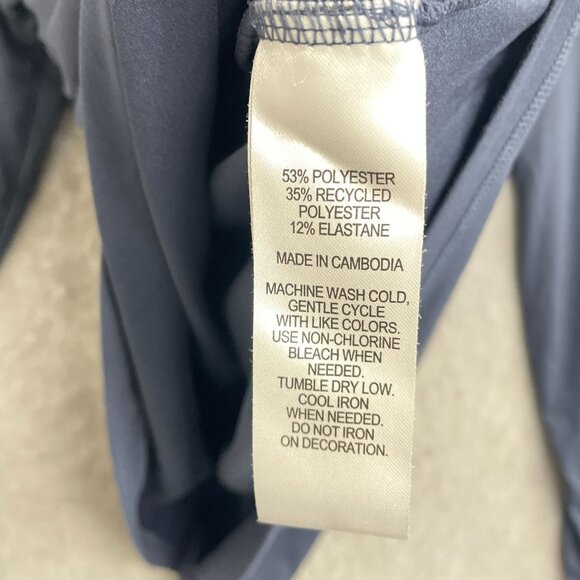 53% POLYESTER
35% RECYCLED
POLYESTER
12% ELASTANE
MADE IN CAMBODIA
MACHINE WASH COLD,
GENTLE CYCLE
WITH LIKE COLORS.
USE NON-CHLORINE
BLEACH WHEN
NEEDED.
TUMBLE DRY LOW.
COOL IRON
WHEN NEEDED.
DO NOT IRON
ON DECORATION.